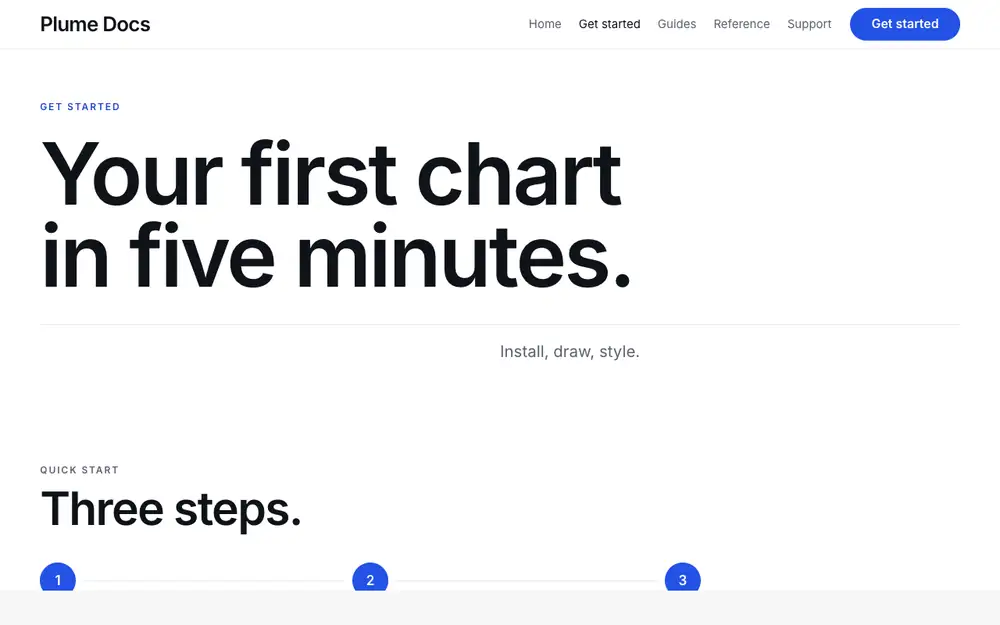 Plume Docs
Home Get started Guides Reference Support Get started
GET STARTED
Your first chart
in five minutes.
Install, draw, style.
QUICK START
Three steps.
1 2 3